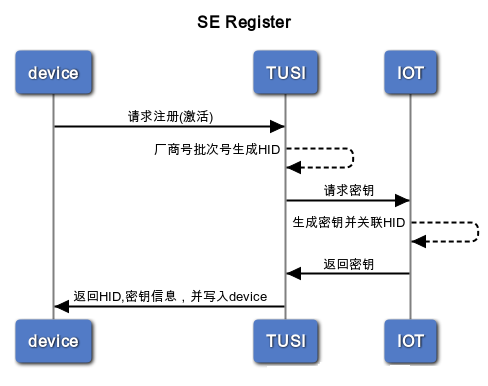 SE Register
device
TUSI
IOT
请求注册(激活)
厂商号批次号生成HID
请求密钥
生成密钥并关联HID
返回密钥
返回HID,密钥信息，并写入device
device
TUSI
IOT